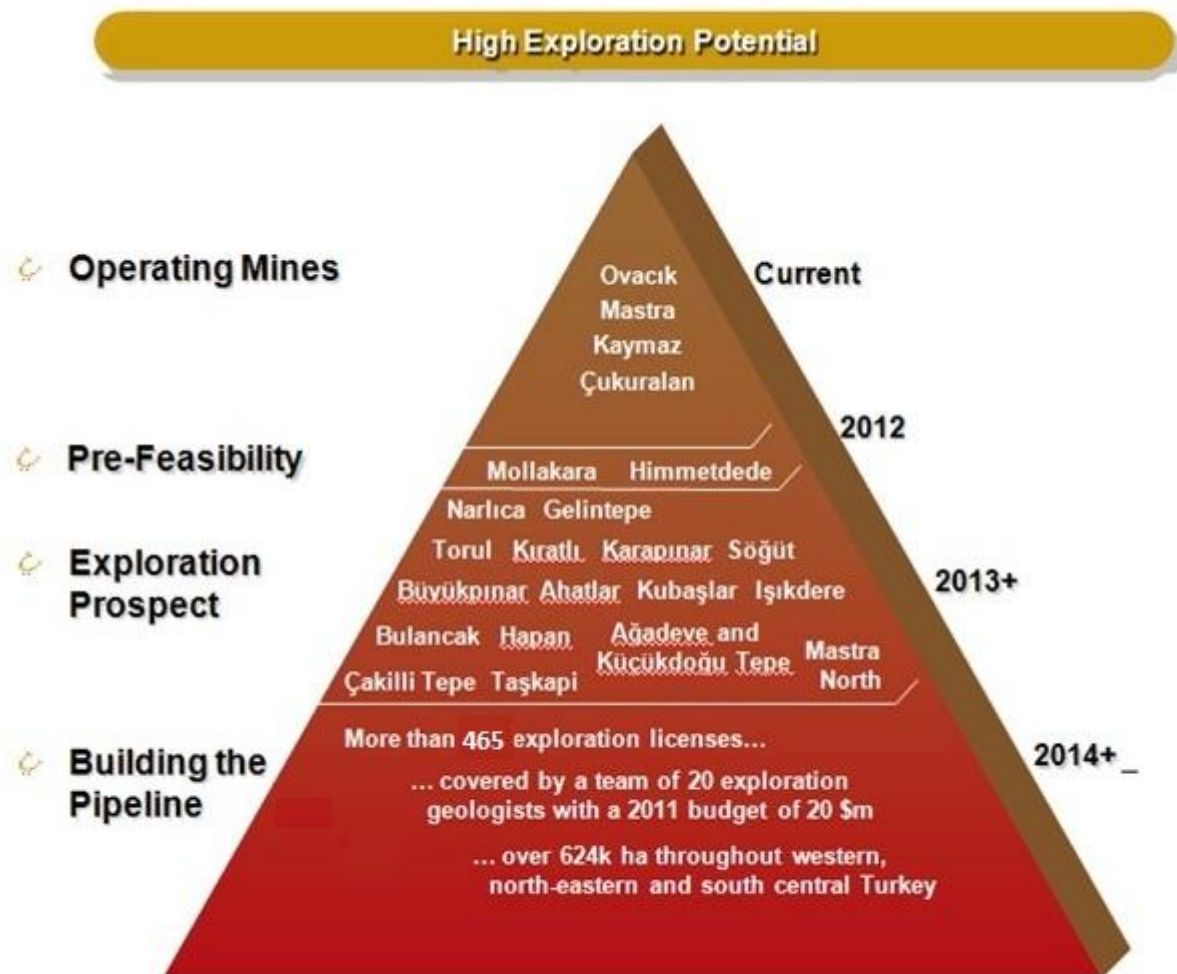 High Exploration Potential
Operating Mines
Ovacık
Mastra
Kaymaz
Çukuralan
Current
2012
Pre-Feasibility
Mollakara Himmetdede
Narlıca Gelintepe
Exploration
Prospect
Torul Kıratlı Karapınar Söğüt
Büyükpınar Ahatlar Kubaşlar Işıkdere
2013+
Bulancak Hapan Ağadeve and
Küçükdoğu Tepe
Mastra
North
Çakilli Tepe Taşkapi
Building the
Pipeline
More than 465 exploration licenses...
... covered by a team of 20 exploration
geologists with a 2011 budget of 20 $m
... over 624k ha throughout western,
north-eastern and south central Turkey
2014+ _